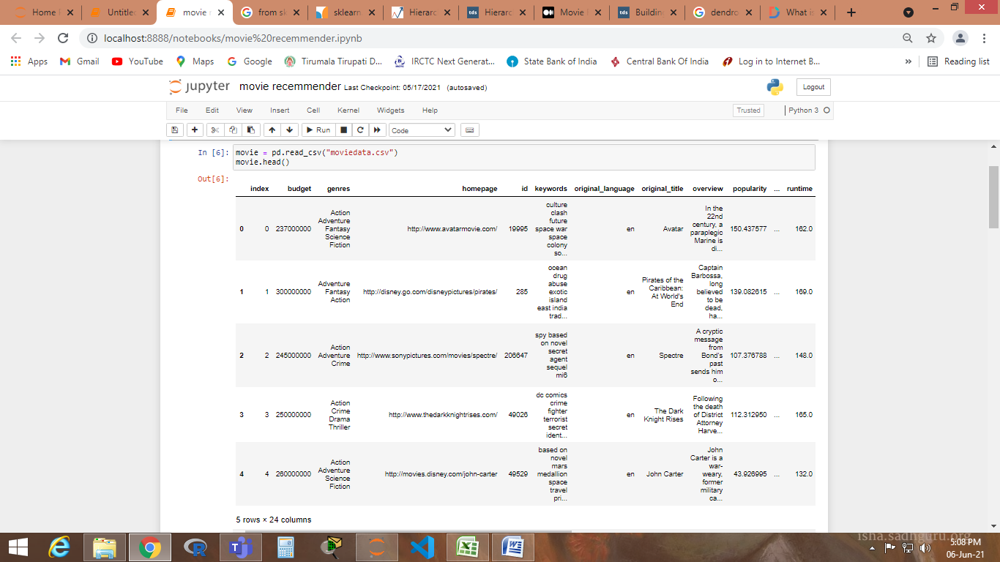 Home
Untitled
movie r
from sk
sklearn
Hierarc
Hierarc
Movie
Building
dendro
What is
localhost:8888/notebooks/movie%20recemmender.ipynb
Apps Gmail YouTube Maps Google Tirumala Tirupati D... IRCTC Next Generat... State Bank of India Central Bank Of India Log in to Internet B... » Reading list
jupyter movie recemmender Last Checkpoint: 05/17/2021 (autosaved) Logout
File Edit View Insert Cell Kernel Widgets Help Trusted Python 3
Run Code
In [6]: movie = pd.read_csv("moviedata.csv")
movie.head()
Out[6]:
index budget genres homepage id keywords original_language original_title overview popularity ... runtime
0 0 237000000 Action Adventure Fantasy Science Fiction http://www.avatarmovie.com/ 19995 culture clash future space war space colony so... en Avatar In the 22nd century, a paraplegic Marine is di... 150.437577 ... 162.0
1 1 300000000 Adventure Fantasy Action http://disney.go.com/disneypictures/pirates/ 285 ocean drug abuse exotic island east india trad... en Pirates of the Caribbean: At World's End Captain Barbossa, long believed to be dead, ha... 139.082615 ... 169.0
2 2 245000000 Action Adventure Crime http://www.sonypictures.com/movies/spectre/ 206647 spy based on novel secret agent sequel mi6 en Spectre A cryptic message from Bond's past sends him o... 107.376788 ... 148.0
3 3 250000000 Action Crime Drama Thriller http://www.thedarkknightrises.com/ 49026 dc comics crime fighter terrorist secret ident... en The Dark Knight Rises Following the death of District Attorney Harve... 112.312950 ... 165.0
4 4 260000000 Action Adventure Science Fiction http://movies.disney.com/john-carter 49529 based on novel mars medallion space travel pri... en John Carter John Carter is a war-weary, former military ca... 43.926995 ... 132.0
5 rows × 24 columns
isha.sadhguru.org
5:08 PM
06-Jun-21